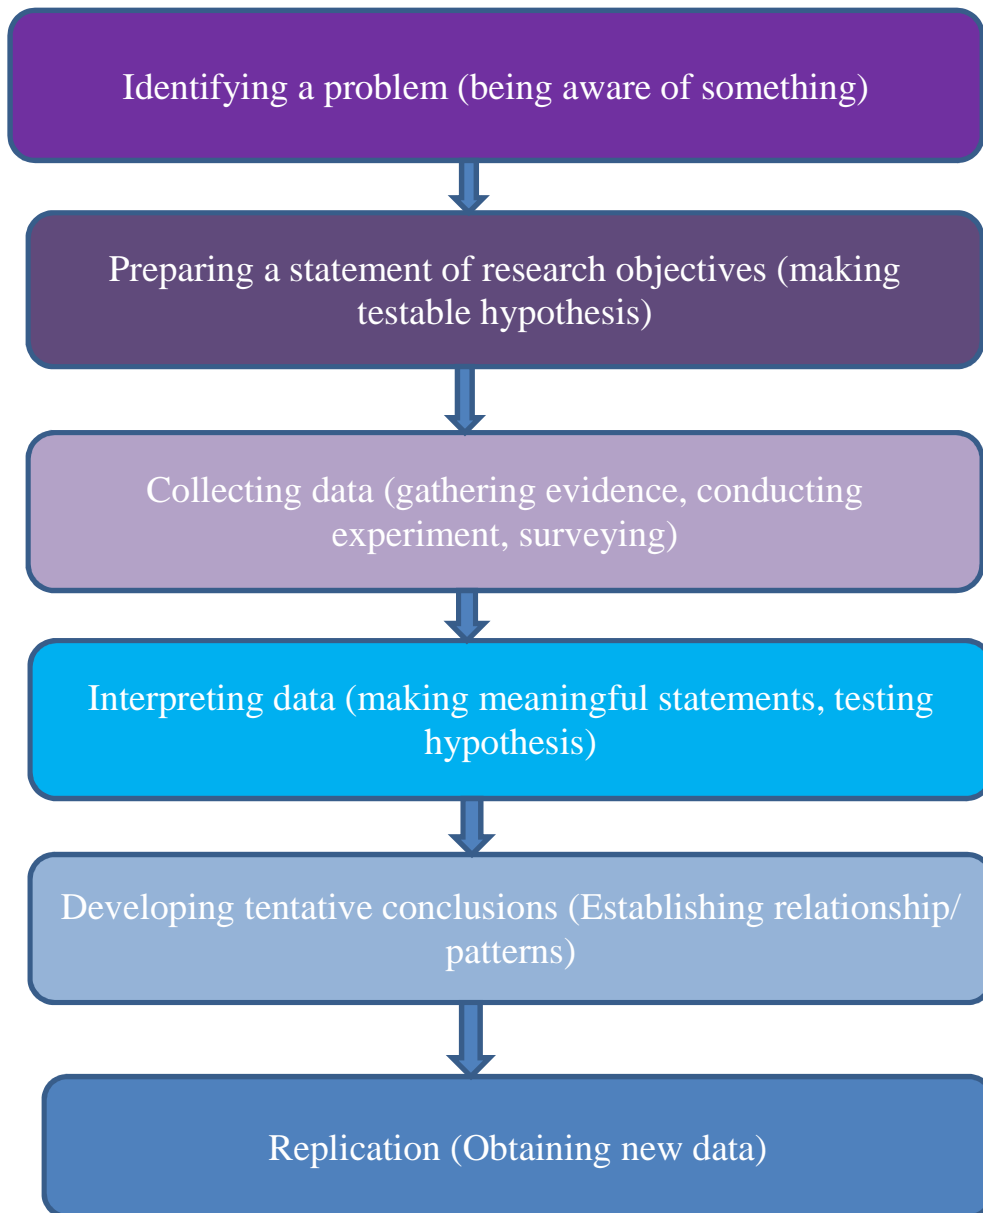 Identifying a problem (being aware of something)
Preparing a statement of research objectives (making
testable hypothesis)
Collecting data (gathering evidence, conducting
experiment, surveying)
Interpreting data (making meaningful statements, testing
hypothesis)
Developing tentative conclusions (Establishing relationship/
patterns)
Replication (Obtaining new data)